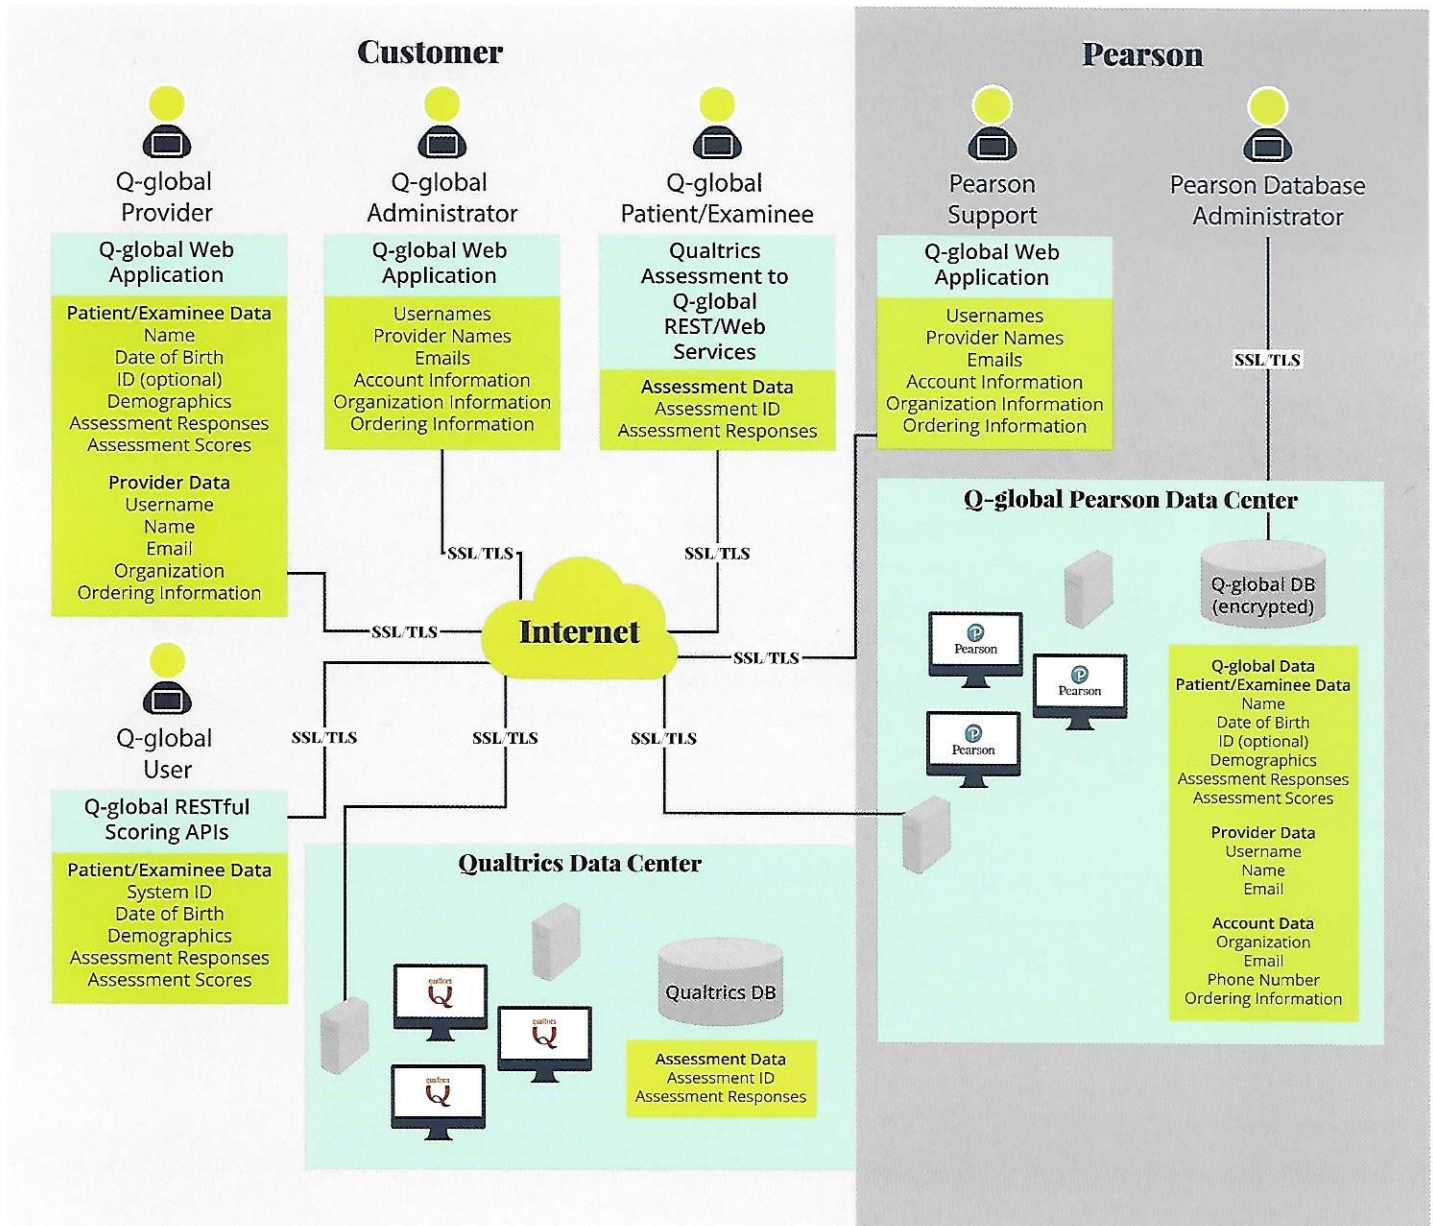 Customer
Pearson
Q-global
Provider
Q-global Web
Application
Patient/Examinee Data
Name
Date of Birth
ID (optional)
Demographics
Assessment Responses
Assessment Scores
Provider Data
Username
Name
Email
Organization
Ordering Information
Q-global
Administrator
Q-global Web
Application
Usernames
Provider Names
Emails
Account Information
Organization Information
Ordering Information
Q-global
Patient/Examinee
Qualtrics
Assessment to
Q-global
REST/Web
Services
Assessment Data
Assessment ID
Assessment Responses
Pearson
Support
Q-global Web
Application
Usernames
Provider Names
Emails
Account Information
Organization Information
Ordering Information
Pearson Database
Administrator
SSL/TLS
SSL/TLS
SSL/TLS
SSL/TLS
Internet
SSL/TLS
SSL/TLS
SSL/TLS
SSL/TLS
Q-global
User
Q-global RESTful
Scoring APIs
Patient/Examinee Data
System ID
Date of Birth
Demographics
Assessment Responses
Assessment Scores
Qualtrics Data Center
qualtrics
Q
qualtrics
Q
qualtrics
Q
Qualtrics DB
Assessment Data
Assessment ID
Assessment Responses
Q-global Pearson Data Center
P
Pearson
P
Pearson
P
Pearson
Q-global DB
(encrypted)
Q-global Data
Patient/Examinee Data
Name
Date of Birth
ID (optional)
Demographics
Assessment Responses
Assessment Scores
Provider Data
Username
Name
Email
Account Data
Organization
Email
Phone Number
Ordering Information